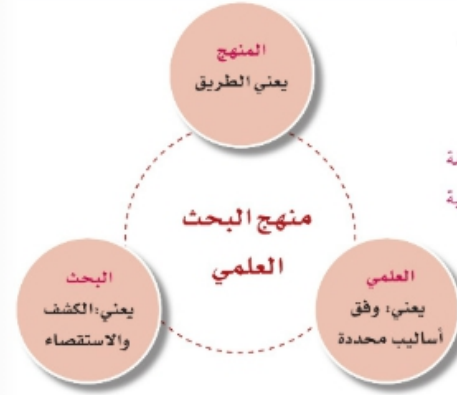 المنهج
يعني الطريق
منهج البحث
العلمي
العلمي
يعني: وفق
أساليب محددة
البحث
يعني:الكشف
والاستقصاء